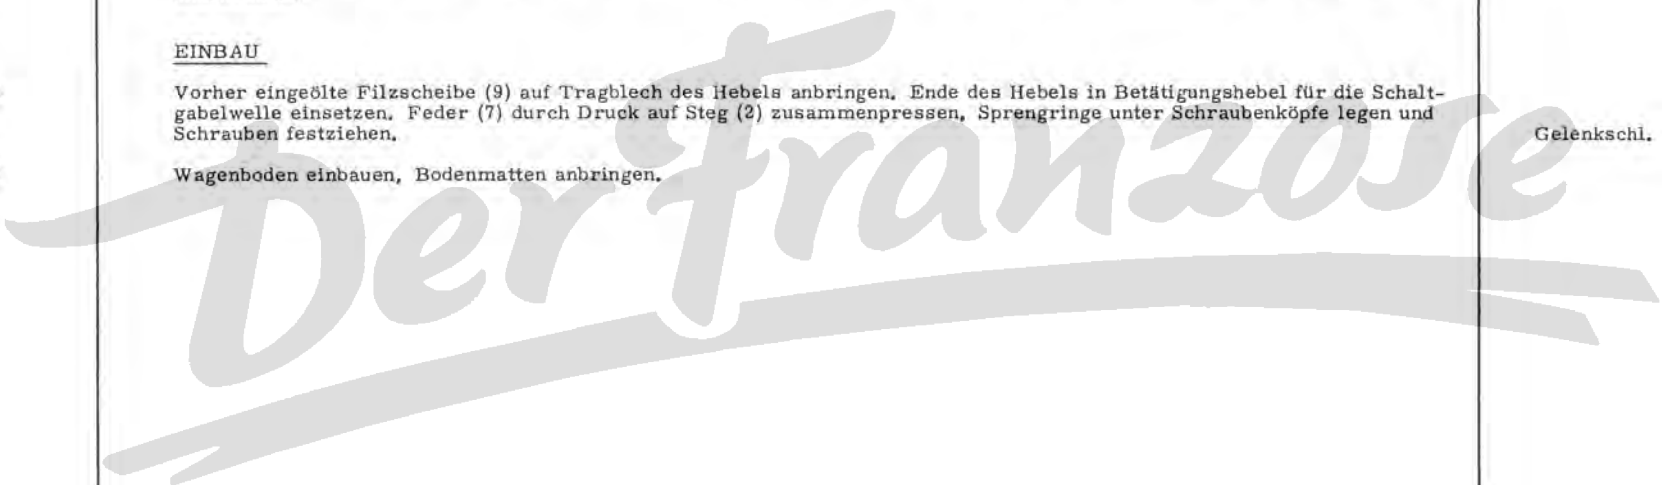 EINBAU
Vorher eingeölte Filzscheibe (9) auf Tragblech des Hebels anbringen. Ende des Hebels in Betätigungshebel für die Schalt-
gabelwelle einsetzen. Feder (7) durch Druck auf Steg (2) zusammenpressen, Sprengringe unter Schraubenköpfe legen und
Schrauben festziehen.
Gelenkschl.
Wagenboden einbauen, Bodenmatten anbringen.
Der Franzose